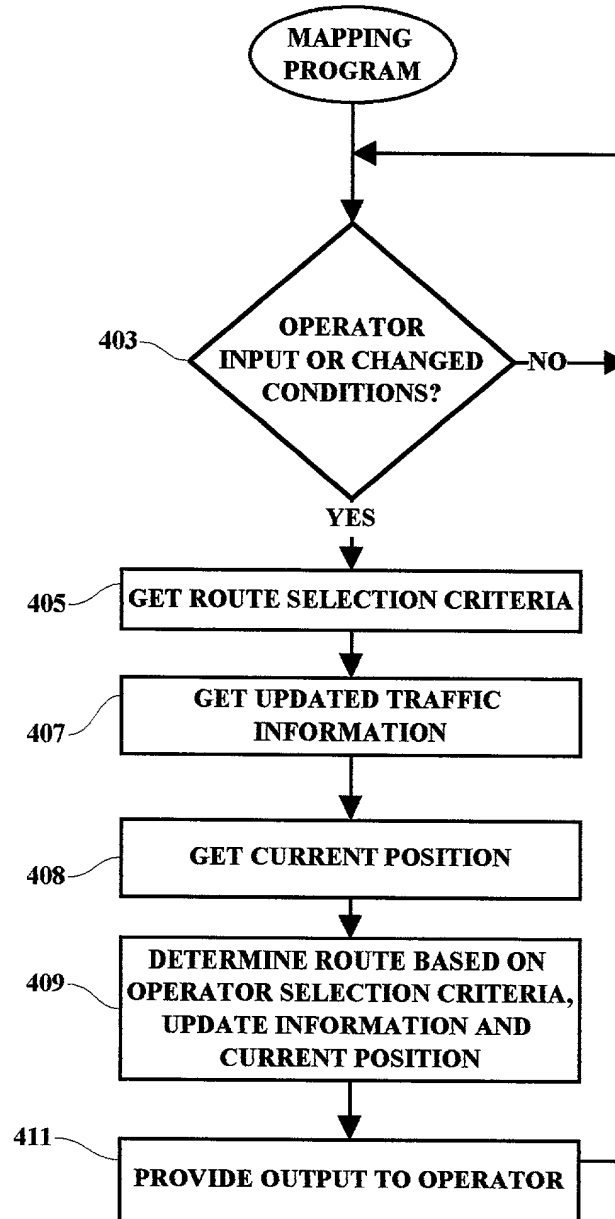 MAPPING
PROGRAM
403
OPERATOR
INPUT OR CHANGED
CONDITIONS?
NO
YES
405
GET ROUTE SELECTION CRITERIA
407
GET UPDATED TRAFFIC
INFORMATION
408
GET CURRENT POSITION
409
DETERMINE ROUTE BASED ON
OPERATOR SELECTION CRITERIA,
UPDATE INFORMATION AND
CURRENT POSITION
411
PROVIDE OUTPUT TO OPERATOR